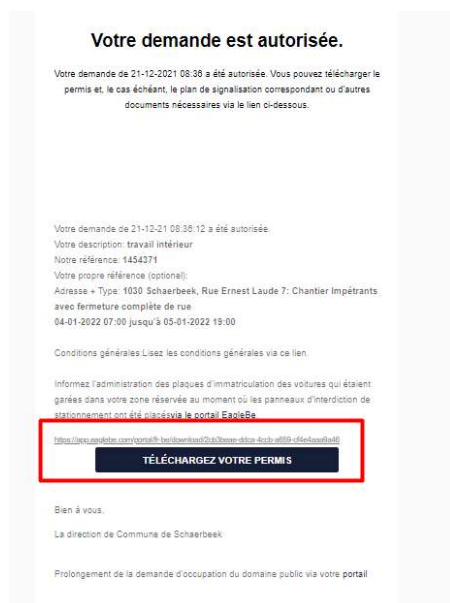 Votre demande est autorisée.
Votre demande de 21-12-2021 08:36 a été autorisée. Vous pouvez télécharger le
permis et, le cas échéant, le plan de signalisation correspondant ou d'autres
documents nécessaires via le lien ci-dessous.
Votre demande de 21-12-21 08:36:12 a été autorisée.
Votre description: travail intérieur
Notre référence: 1454371
Votre propre référence (optionel):
Adresse + Type: 1030 Schaerbeek, Rue Ernest Laude 7: Chantier Impétrants
avec fermeture complète de rue
04-01-2022 07:00 jusqu'à 05-01-2022 19:00
Conditions générales:Lisez les conditions générales via ce lien.
Informez l'administration des plaques d'immatriculation des voitures qui étaient
garées dans votre zone réservée au moment où les panneaux d'interdiction de
stationnement ont été placés via le portail EagleBe
TÉLÉCHARGEZ VOTRE PERMIS
Bien à vous,
La direction de Commune de Schaerbeek
Prolongement de la demande d'occupation du domaine public via votre portail